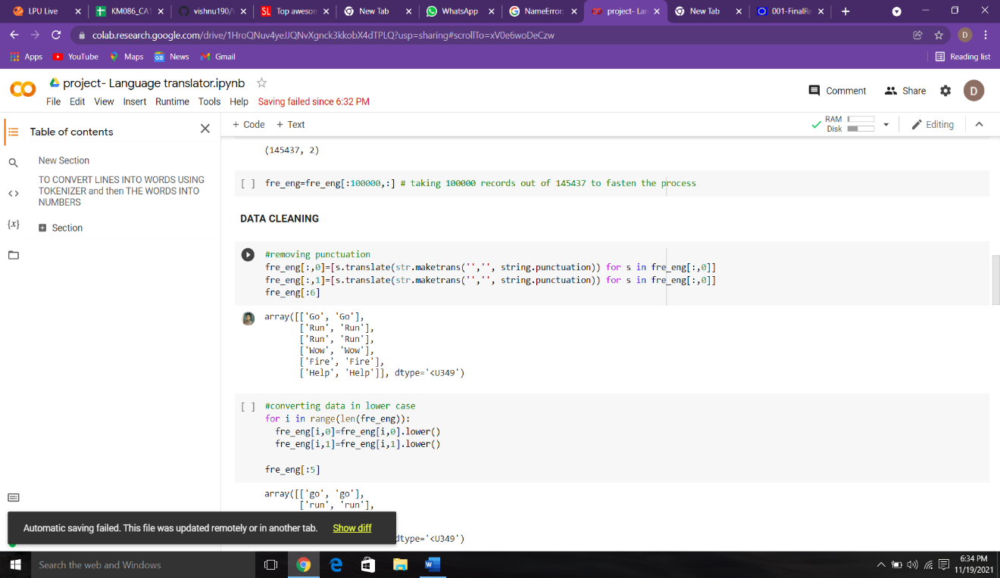 LPU Live
KM086_CA1
vishnu190/
SL Top aweson
New Tab
WhatsApp
NameError:
project- Lan
New Tab
001-FinalRe
colab.research.google.com/drive/1HroQNuv4yeJJQNvXgnck3kkobX4dTPLQ?usp=sharing#scrollTo=xV0e6woDeCzw
D
Apps YouTube Maps News Gmail Reading list
project- Language translator.ipynb
File Edit View Insert Runtime Tools Help Saving failed since 6:32 PM
Comment Share D
Table of contents
+ Code + Text
RAM
Disk
Editing
New Section
TO CONVERT LINES INTO WORDS USING
TOKENIZER and then THE WORDS INTO
NUMBERS
Section
{x}
(145437, 2)
[ ] fre_eng=fre_eng[:100000,:] # taking 100000 records out of 145437 to fasten the process
DATA CLEANING
#removing punctuation
fre_eng[:,0]=[s.translate(str.maketrans('','', string.punctuation)) for s in fre_eng[:,0]]
fre_eng[:,1]=[s.translate(str.maketrans('','', string.punctuation)) for s in fre_eng[:,0]]
fre_eng[:6]
array([['Go', 'Go'],
['Run', 'Run'],
['Run', 'Run'],
['Wow', 'Wow'],
['Fire', 'Fire'],
['Help', 'Help']], dtype='<U349')
[ ] #converting data in lower case
for i in range(len(fre_eng)):
fre_eng[i,0]=fre_eng[i,0].lower()
fre_eng[i,1]=fre_eng[i,1].lower()
fre_eng[:5]
array([['go', 'go'],
['run', 'run'],
dtype='<U349')
Automatic saving failed. This file was updated remotely or in another tab. Show diff
Search the web and Windows
6:34 PM
11/19/2021